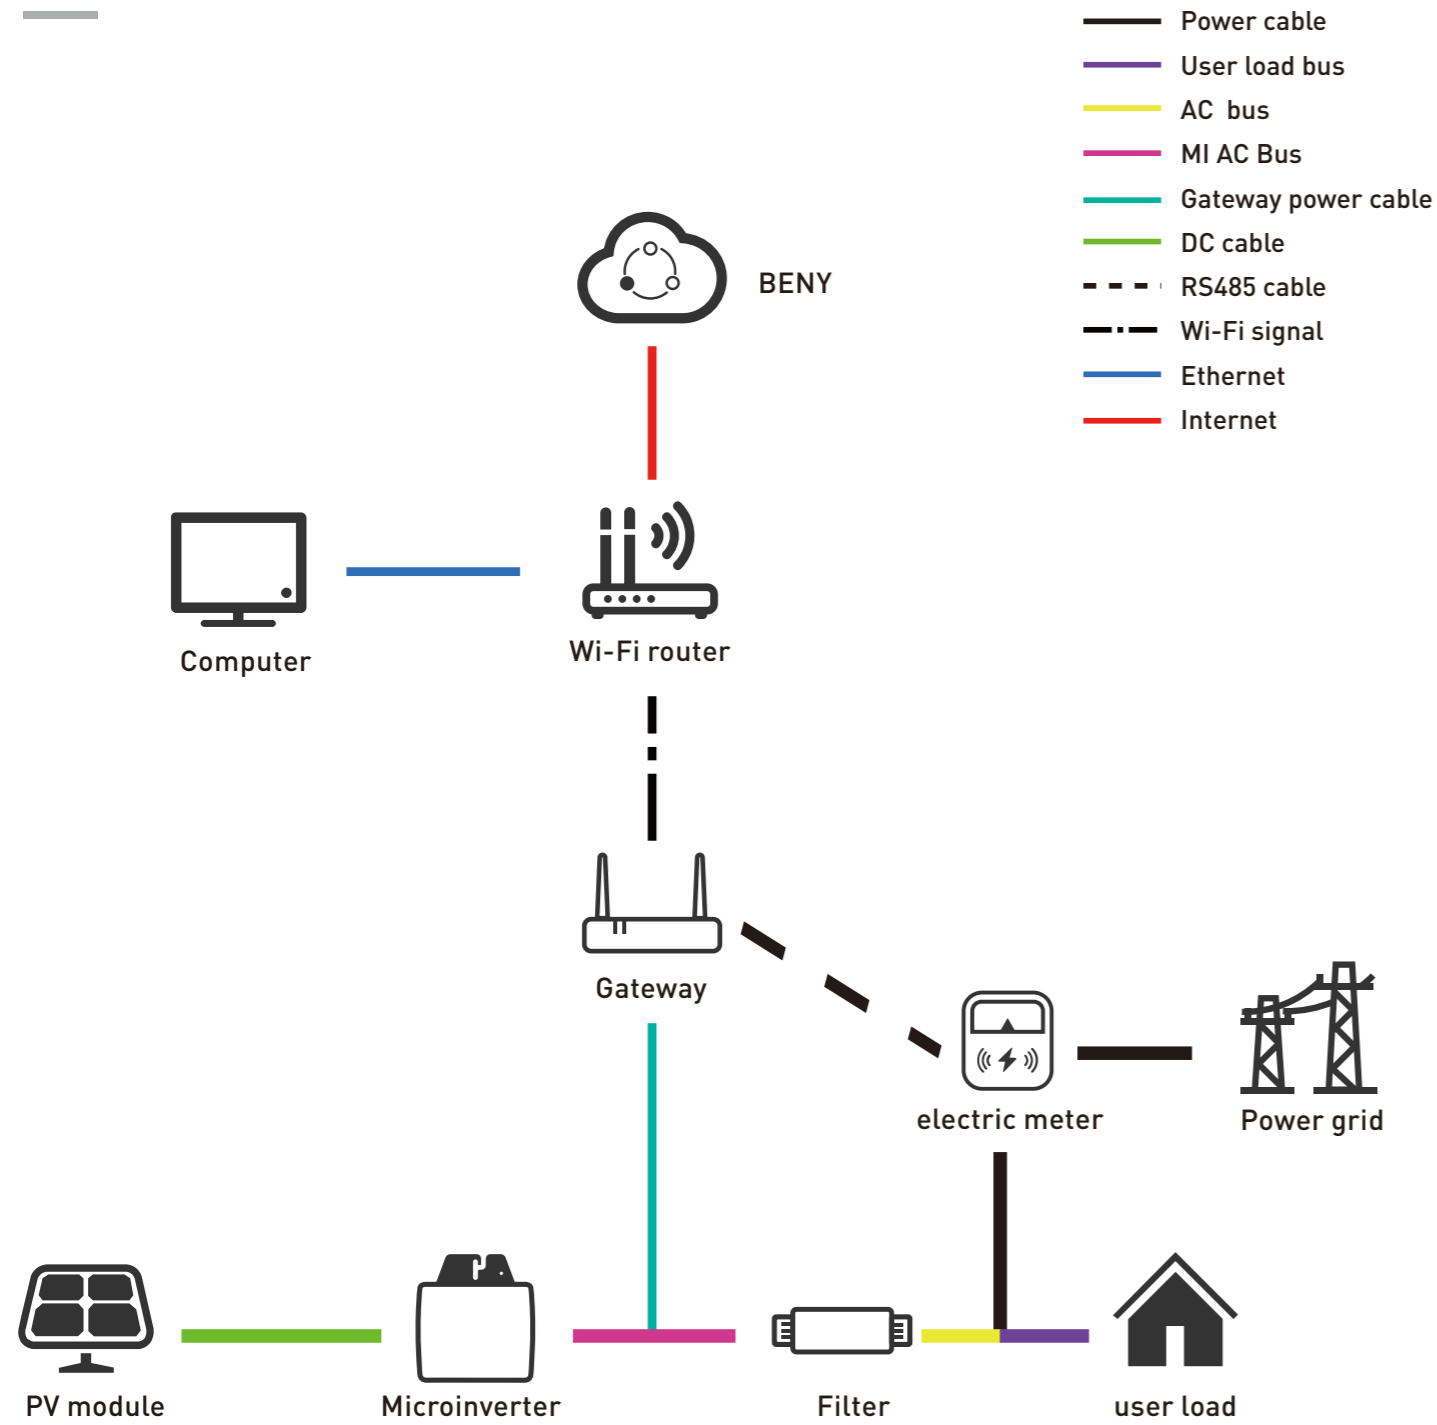 Power cable
User load bus
AC bus
MI AC Bus
Gateway power cable
DC cable
RS485 cable
Wi-Fi signal
Ethernet
Internet
BENY
Computer
Wi-Fi router
Gateway
electric meter
Power grid
PV module
Microinverter
Filter
user load